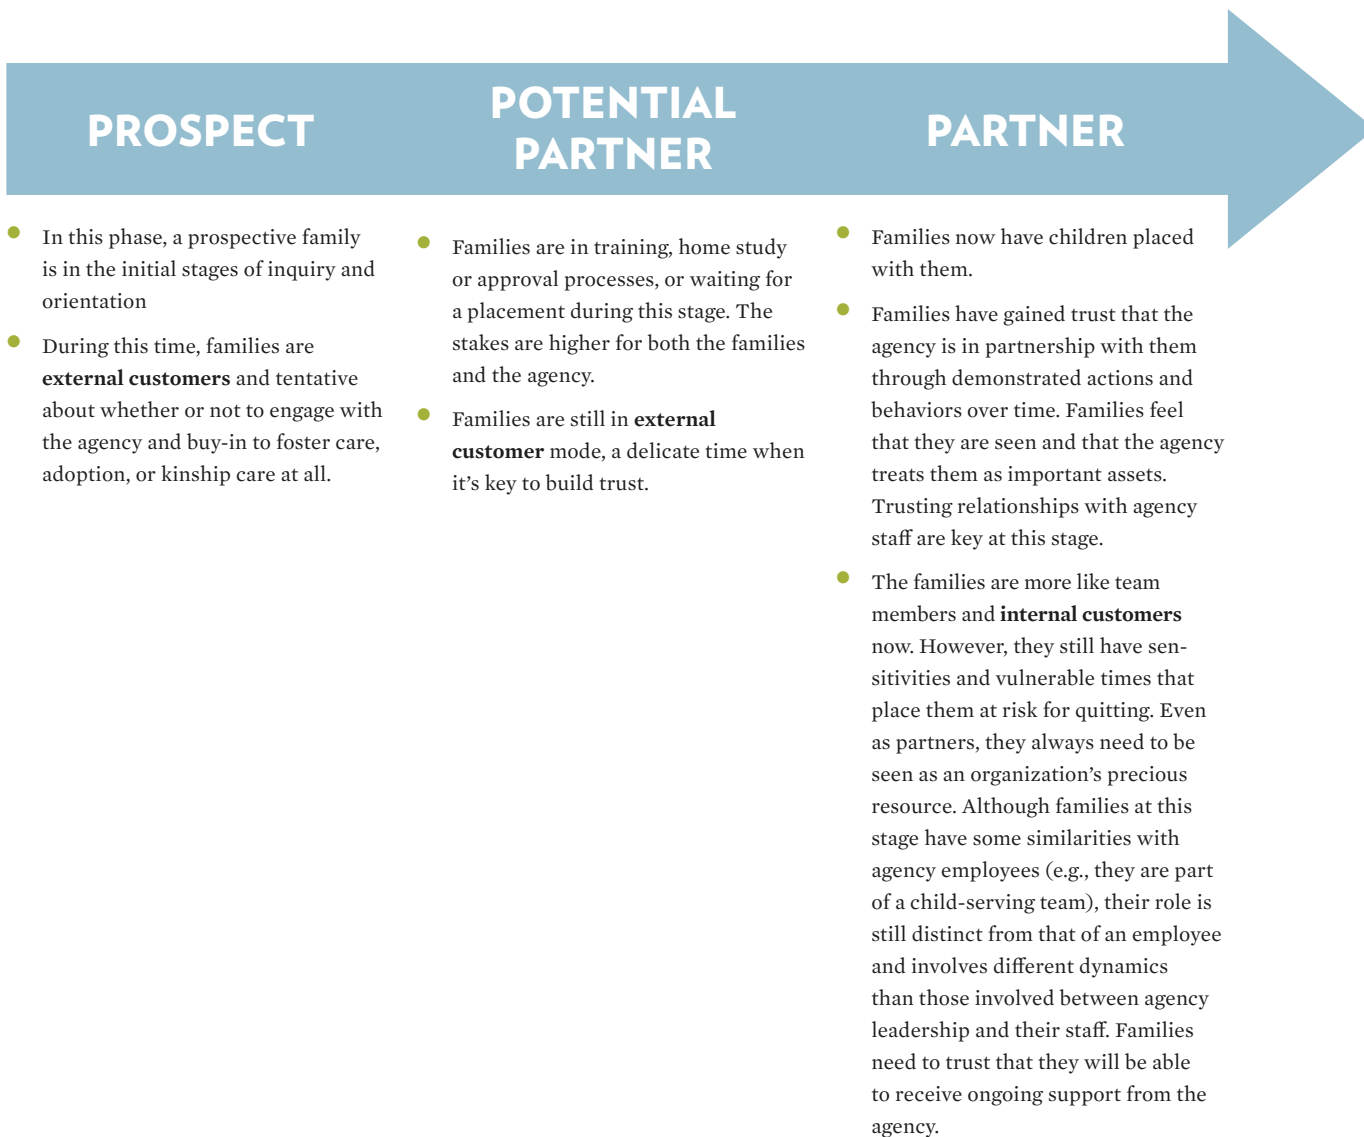 PROSPECT
POTENTIAL
PARTNER
PARTNER
• In this phase, a prospective family
is in the initial stages of inquiry and
orientation
• During this time, families are
external customers and tentative
about whether or not to engage with
the agency and buy-in to foster care,
adoption, or kinship care at all.
• Families are in training, home study
or approval processes, or waiting for
a placement during this stage. The
stakes are higher for both the families
and the agency.
• Families are still in external
customer mode, a delicate time when
it’s key to build trust.
• Families now have children placed
with them.
• Families have gained trust that the
agency is in partnership with them
through demonstrated actions and
behaviors over time. Families feel
that they are seen and that the agency
treats them as important assets.
Trusting relationships with agency
staff are key at this stage.
• The families are more like team
members and internal customers
now. However, they still have sen-
sitivities and vulnerable times that
place them at risk for quitting. Even
as partners, they always need to be
seen as an organization’s precious
resource. Although families at this
stage have some similarities with
agency employees (e.g., they are part
of a child-serving team), their role is
still distinct from that of an employee
and involves different dynamics
than those involved between agency
leadership and their staff. Families
need to trust that they will be able
to receive ongoing support from the
agency.